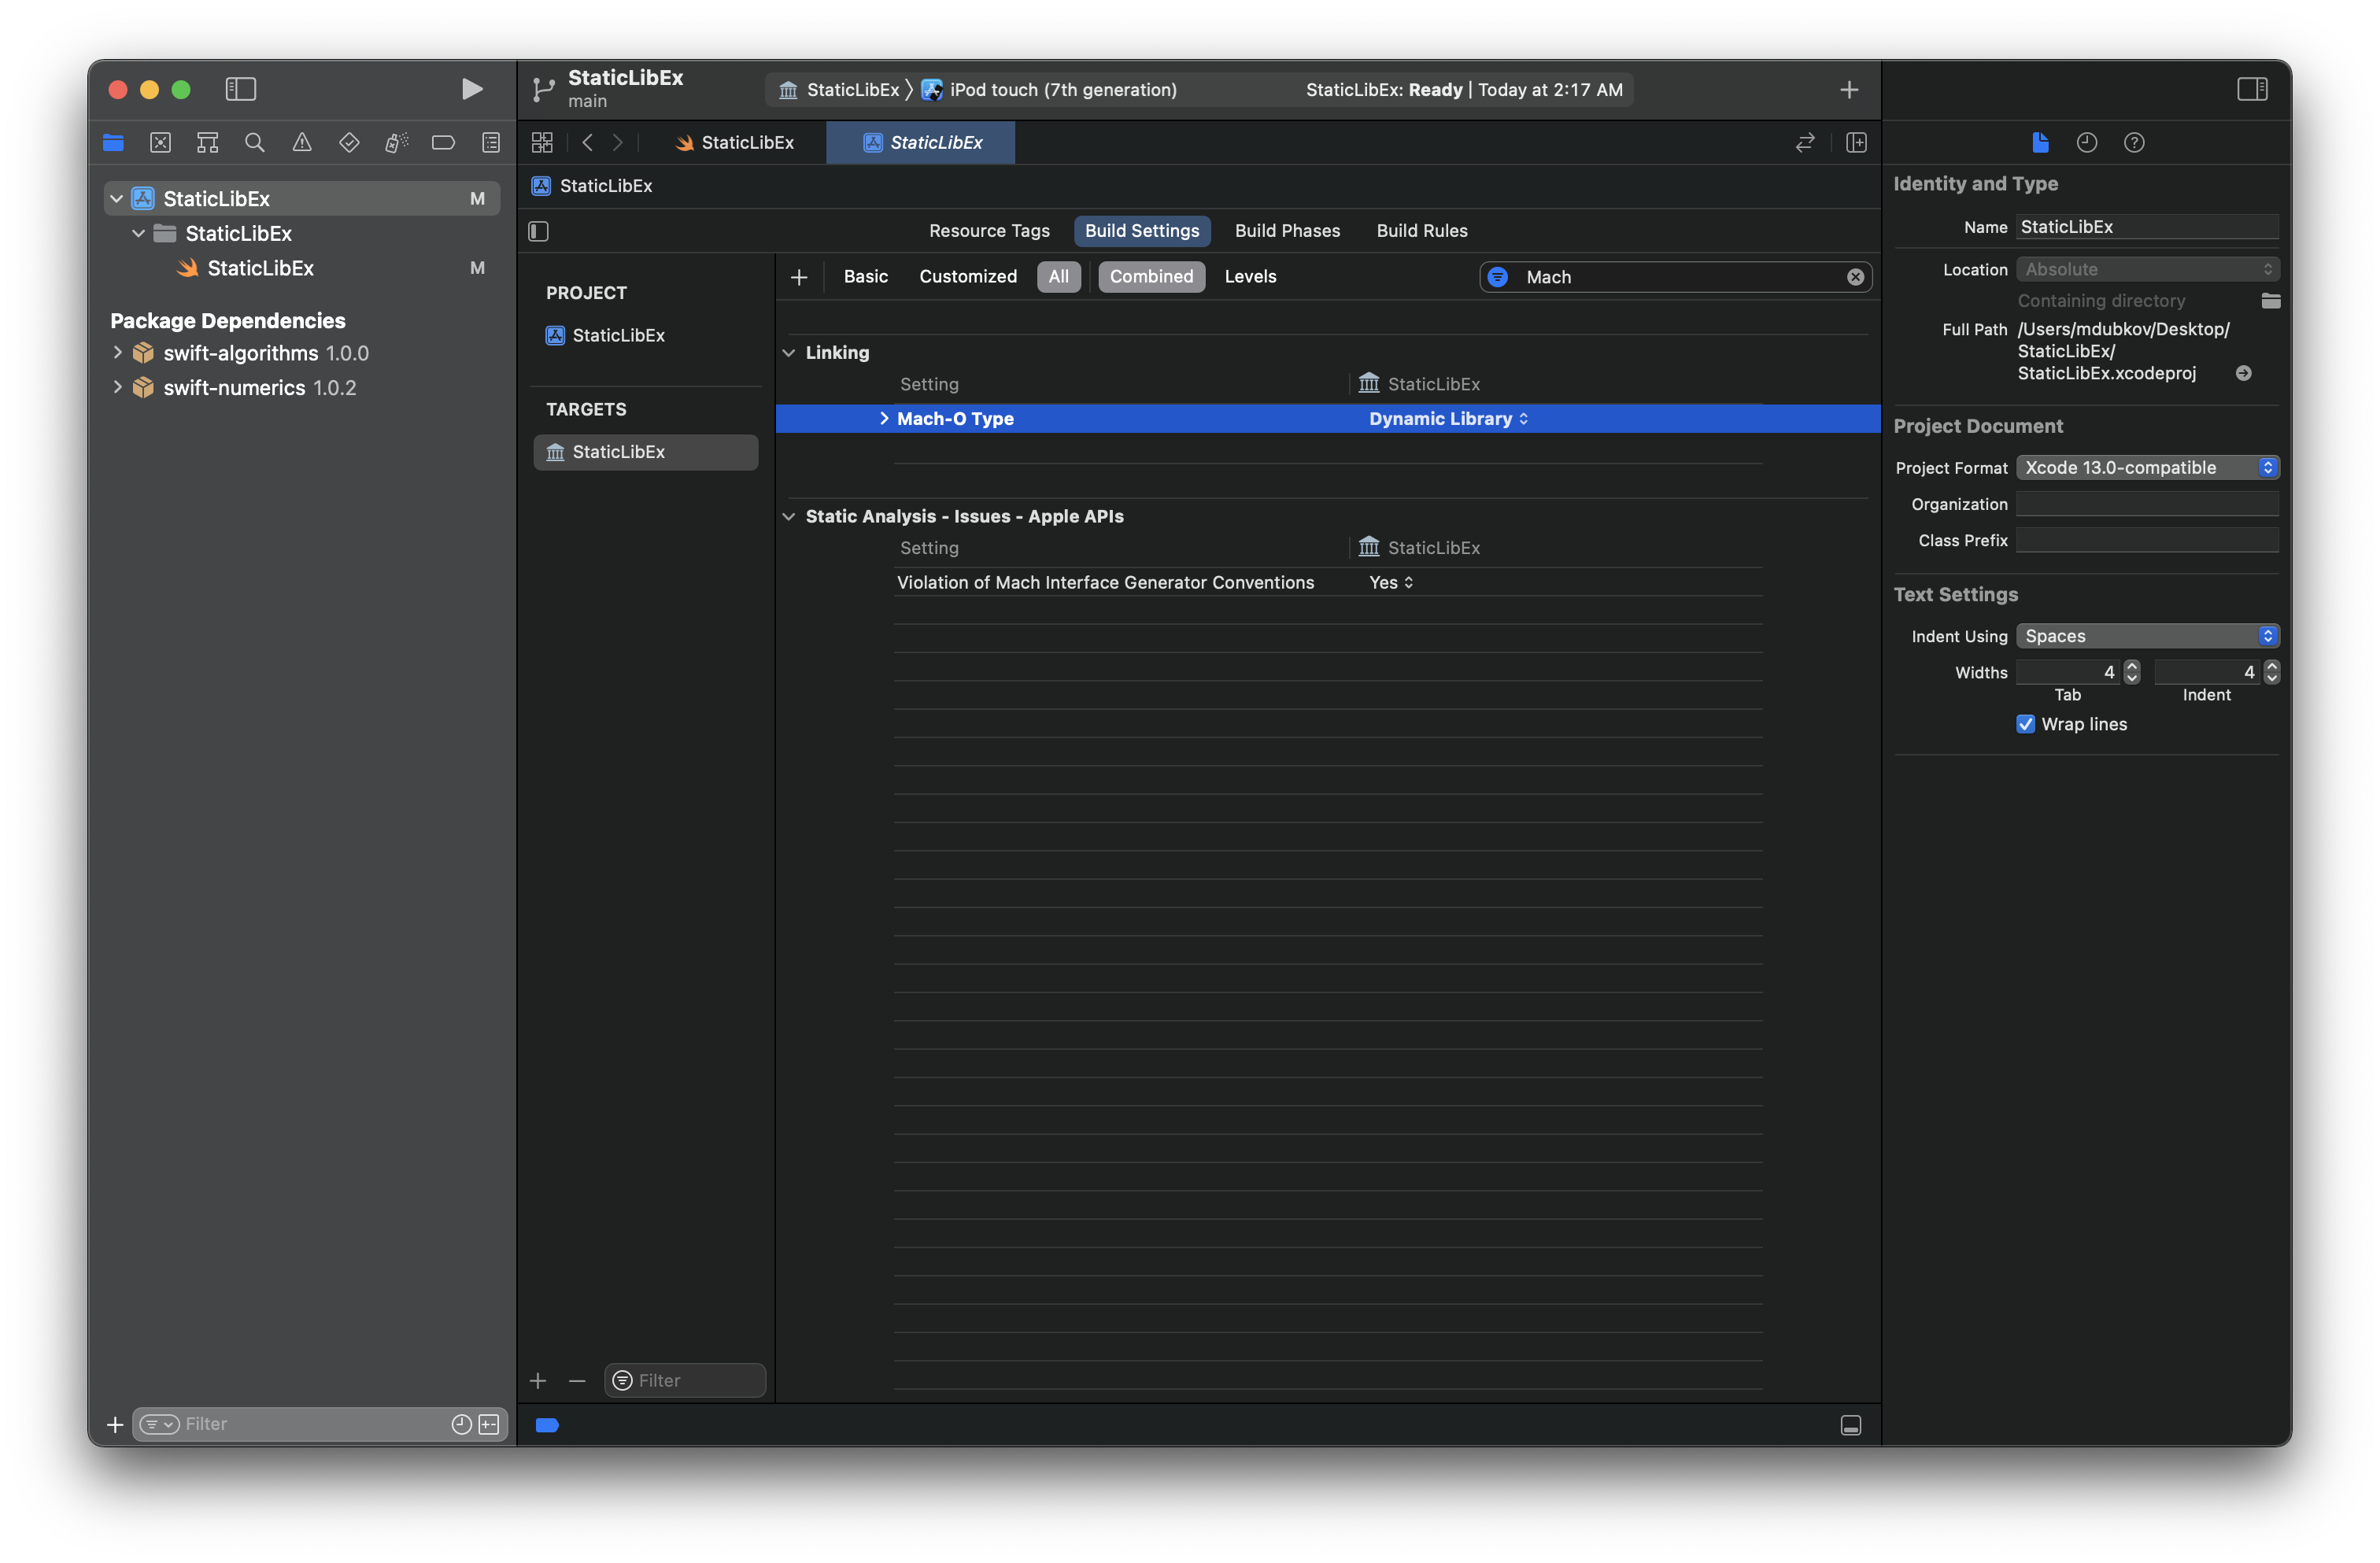 StaticLibEx
main
StaticLibEx 〉 iPod touch (7th generation)
StaticLibEx: Ready | Today at 2:17 AM
StaticLibEx M
StaticLibEx
StaticLibEx M
Package Dependencies
swift-algorithms 1.0.0
swift-numerics 1.0.2
Filter
StaticLibEx
StaticLibEx
StaticLibEx
Resource Tags
Build Settings
Build Phases
Build Rules
PROJECT
StaticLibEx
TARGETS
StaticLibEx
Filter
Basic
Customized
All
Combined
Levels
Mach
Linking
Setting StaticLibEx
Mach-O Type Dynamic Library
Static Analysis - Issues - Apple APIs
Setting StaticLibEx
Violation of Mach Interface Generator Conventions Yes
Identity and Type
Name StaticLibEx
Location Absolute
Containing directory
Full Path /Users/mdubkov/Desktop/
StaticLibEx/
StaticLibEx.xcodeproj
Project Document
Project Format Xcode 13.0-compatible
Organization
Class Prefix
Text Settings
Indent Using Spaces
Widths 4 4
Tab Indent
Wrap lines